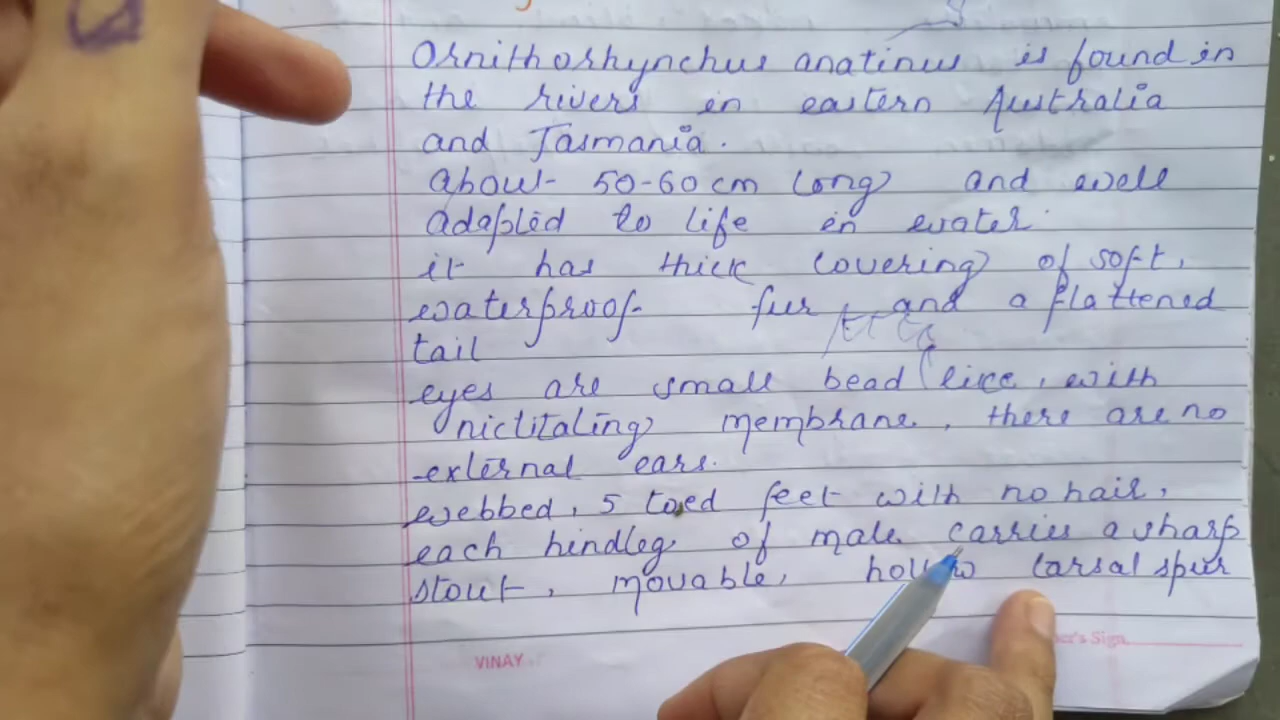 Ornithorhynchus anatinus is found in
the rivers in eastern Australia
and Tasmania.
About 50-60 cm long and well
adapted to life in water.
it has thick covering of soft,
waterproof fur and a flattened
tail
eyes are small bead like, with
nictitating membrane, there are no
external ears.
webbed, 5 toed feet with no hair,
each hindleg of male carries a sharp
stout, movable, hollow tarsal spur
VINAY
Sign.